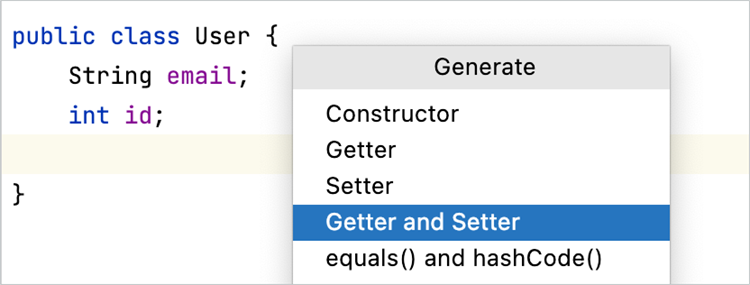 public class User {
String email;
int id;
}
Generate
Constructor
Getter
Setter
Getter and Setter
equals() and hashCode()